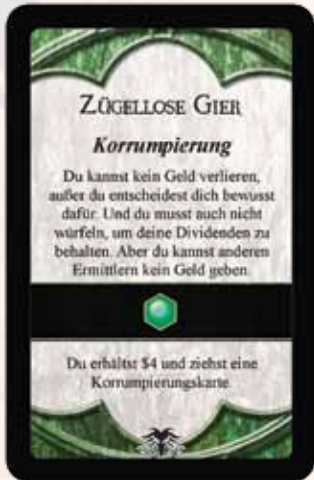 Zügellose Gier
Korrumpierung
Du kannst kein Geld verlieren,
außer du entscheidest dich bewusst
dafür. Und du musst auch nicht
würfeln, um deine Dividenden zu
behalten. Aber du kannst anderen
Ermittlern kein Geld geben.
Du erhältst $4 und ziehst eine
Korrumpierungskarte.